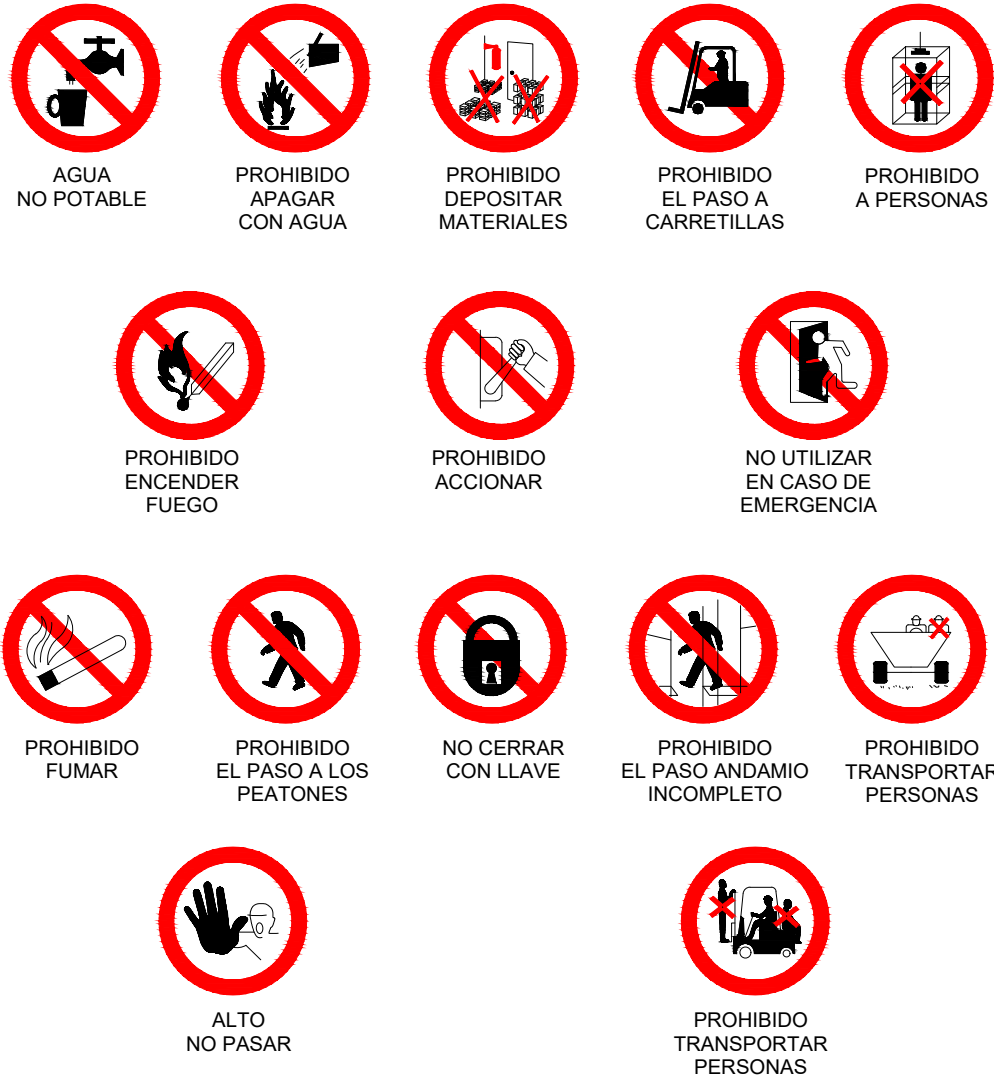 AGUA
NO POTABLE
PROHIBIDO
APAGAR
CON AGUA
PROHIBIDO
DEPOSITAR
MATERIALES
PROHIBIDO
EL PASO A
CARRETILLAS
PROHIBIDO
A PERSONAS
PROHIBIDO
ENCENDER
FUEGO
PROHIBIDO
ACCIONAR
NO UTILIZAR
EN CASO DE
EMERGENCIA
PROHIBIDO
FUMAR
PROHIBIDO
EL PASO A LOS
PEATONES
NO CERRAR
CON LLAVE
PROHIBIDO
EL PASO ANDAMIO
INCOMPLETO
PROHIBIDO
TRANSPORTAR
PERSONAS
ALTO
NO PASAR
PROHIBIDO
TRANSPORTAR
PERSONAS